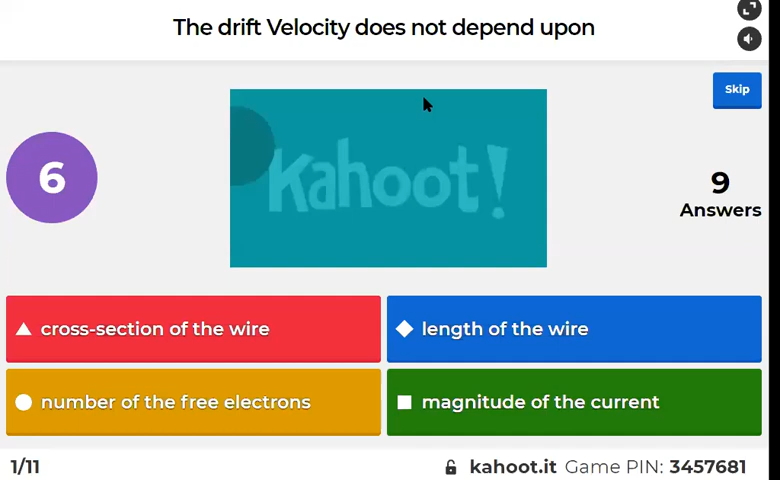 The drift Velocity does not depend upon
Skip
6
Kahoot!
9
Answers
cross-section of the wire
length of the wire
number of the free electrons
magnitude of the current
1/11
kahoot.it Game PIN: 3457681